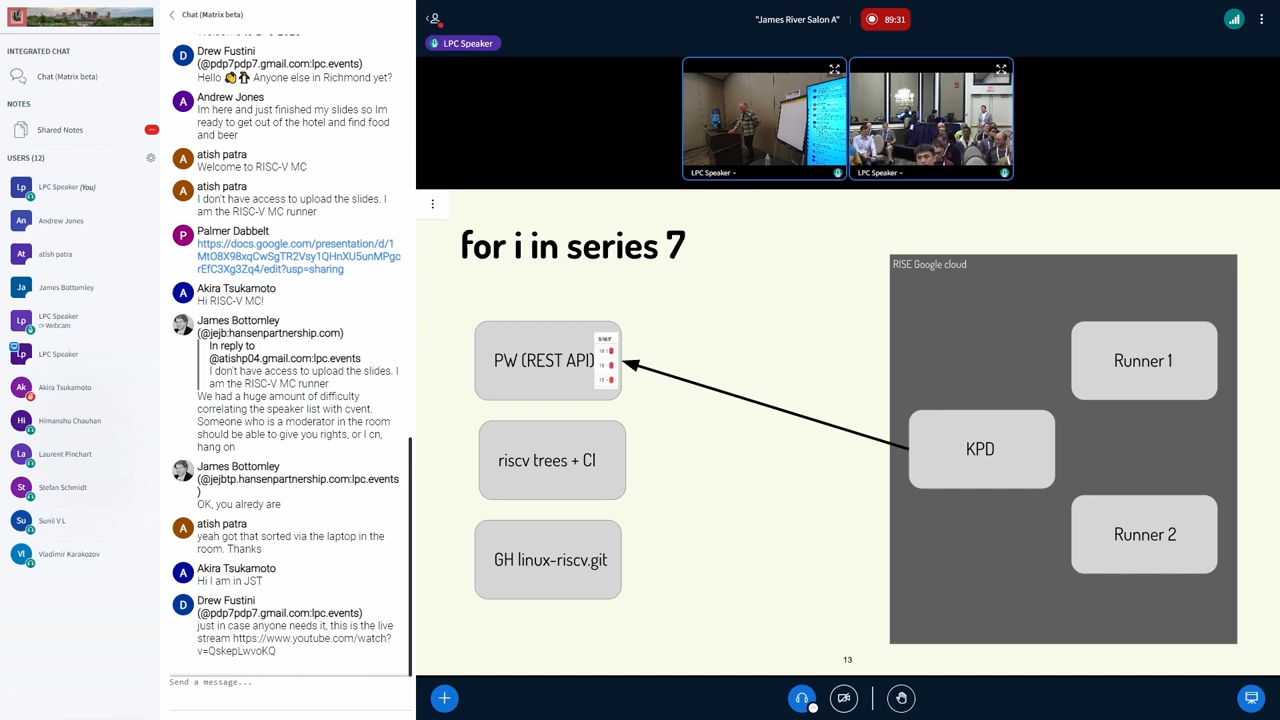 INTEGRATED CHAT
Chat (Matrix beta)
NOTES
Shared Notes
USERS (12)
Lp LPC Speaker (You)
An Andrew Jones
At atish patra
Ja James Bottomley
Lp LPC Speaker
Webcam
Lp LPC Speaker
Ak Akira Tsukamoto
Hi Himanshu Chauhan
La Laurent Pinchart
St Stefan Schmidt
Su Sunil V L
Vl Vladimir Karakozov
Chat (Matrix beta)
D Drew Fustini
(@pdp7pdp7.gmail.com:lpc.events)
Hello 👏 🐧 Anyone else in Richmond yet?
A Andrew Jones
Im here and just finished my slides so Im
ready to get out of the hotel and find food
and beer
A atish patra
Welcome to RISC-V MC
A atish patra
I don't have access to upload the slides. I
am the RISC-V MC runner
P Palmer Dabbelt
https://docs.google.com/presentation/d/1
MtO8X98xqCwSgTR2Vsy1QHnXU5unMPgc
rEfC3Xg3Zq4/edit?usp=sharing
A Akira Tsukamoto
Hi RISC-V MC!
James Bottomley
(@jejb:hansenpartnership.com)
In reply to
@atishp04.gmail.com:lpc.events
I don't have access to upload the slides. I
am the RISC-V MC runner
We had a huge amount of difficulty
correlating the speaker list with cvent.
Someone who is a moderator in the room
should be able to give you rights, or I cn,
hang on
James Bottomley
(@jejbtp.hansenpartnership.com:lpc.events
)
OK, you alredy are
A atish patra
yeah got that sorted via the laptop in the
room. Thanks
A Akira Tsukamoto
Hi I am in JST
D Drew Fustini
(@pdp7pdp7.gmail.com:lpc.events)
just in case anyone needs it, this is the live
stream https://www.youtube.com/watch?
v=QskepLwvoKQ
Send a message...
"James River Salon A"
89:31
LPC Speaker
LPC Speaker
LPC Speaker
for i in series 7
RISE Google cloud
PW (REST API)
S/W/F
Runner 1
KPD
riscv trees + CI
Runner 2
GH linux-riscv.git
13